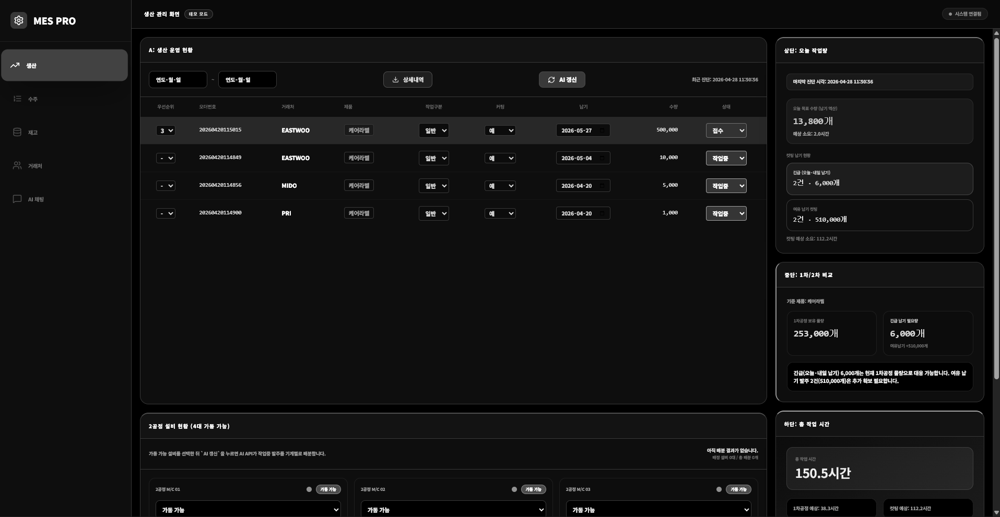 MES PRO
생산
수주
재고
거래처
AI 채팅
생산 관리 화면 데모 모드
시스템 연결됨
A: 생산 운영 현황
연도-월-일 ~ 연도-월-일 상세내역 AI 갱신 최근 진단: 2026-04-28 11:50:56
우선순위 오더번호 거래처 제품 작업구분 커팅 납기 수량 상태
3 20260420115015 EASTWOO 케어라벨 일반 예 2026-05-27 500,000 접수
- 20260420114849 EASTWOO 케어라벨 일반 예 2026-05-04 10,000 작업중
- 20260420114856 MIDO 케어라벨 일반 예 2026-04-20 5,000 작업중
- 20260420114900 PRI 케어라벨 일반 예 2026-04-20 1,000 작업중
2공정 설비 현황 (4대 가동 가능)
가동 가능 설비를 선택한 뒤 `AI 갱신`을 누르면 AI API가 작업중 발주를 기계별로 배분합니다.
아직 배분 결과가 없습니다.
배정 설비 0대 / 총 배분 0개
2공정 M/C 01 가동 가능
가동 가능
2공정 M/C 02 가동 가능
가동 가능
2공정 M/C 03 가동 가능
가동 가능
상단: 오늘 작업량
마지막 진단 시각: 2026-04-28 11:50:56
오늘 목표 수량 (납기 역산)
13,800개
예상 소요: 2.0시간
컷팅 납기 현황
긴급 (오늘·내일 납기)
2건 · 6,000개
여유 납기 컷팅
2건 · 510,000개
컷팅 예상 소요: 112.2시간
중단: 1차/2차 비교
기준 제품: 케어라벨
1차공정 보유 물량
253,000개
긴급 납기 필요량
6,000개
여유납기 +510,000개
긴급(오늘·내일 납기) 6,000개는 현재 1차공정 물량으로 대응 가능합니다. 여유 납
기 발주 2건(510,000개)은 추가 확보 필요합니다.
하단: 총 작업 시간
총 작업 시간
150.5시간
1차공정 예상: 38.3시간
컷팅 예상: 112.2시간